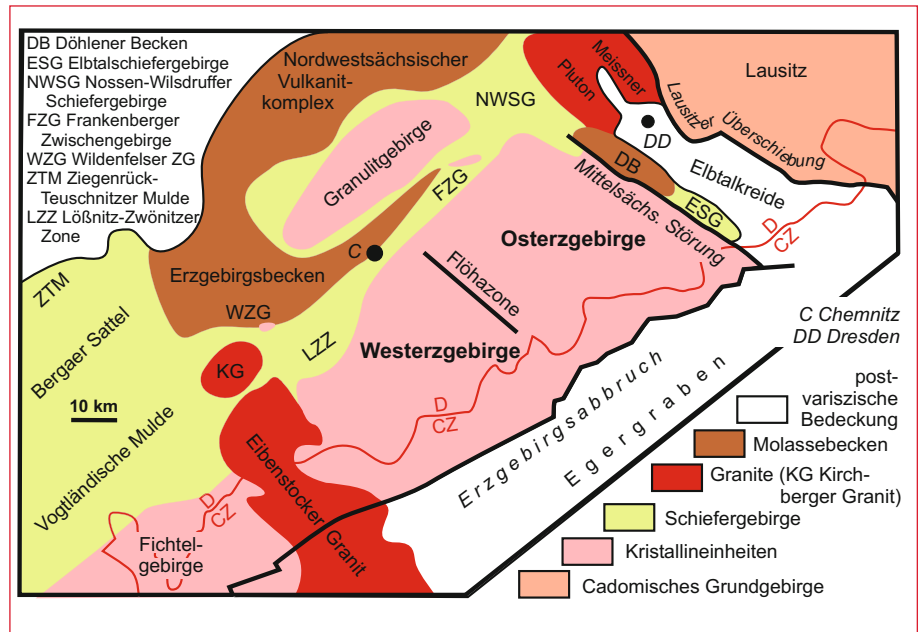 DB Döhlener Becken
ESG Elbtalschiefergebirge
NWSG Nossen-Wilsdruffer
Schiefergebirge
FZG Frankenberger
Zwischengebirge
WZG Wildenfelser ZG
ZTM Ziegenrück-
Teuschnitzer Mulde
LZZ Lößnitz-Zwönitzer
Zone
Nordwestsächsischer
Vulkanit-
komplex
NWSG
Meissner
Pluton
Lausitz
Lausitzer Überschiebung
DD
Granulitgebirge
FZG
DB
Elbtalkreide
ESG
Mittelsächs. Störung
D
CZ
Osterzgebirge
ZTM
C
Erzgebirgsbecken
Flöhazone
WZG
LZZ
Westerzgebirge
Bergaer Sattel
KG
10 km
D
CZ
Vogtländische Mulde
Eibenstocker Granit
D
CZ
Fichtel-
gebirge
Erzgebirgsabbruch
Egergraben
C Chemnitz
DD Dresden
post-
variszische
Bedeckung
Molassebecken
Granite (KG Kirch-
berger Granit)
Schiefergebirge
Kristallineinheiten
Cadomisches Grundgebirge